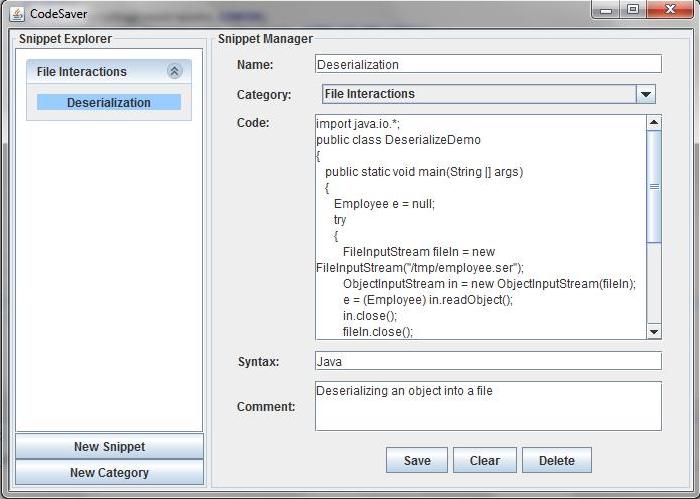 CodeSaver
Snippet Explorer
File Interactions
Deserialization
New Snippet
New Category
Snippet Manager
Name:
Deserialization
Category:
File Interactions
Code:
import java.io.*;
public class DeserializeDemo
{
public static void main(String [] args)
{
Employee e = null;
try
{
FileInputStream fileIn = new
FileInputStream("/tmp/employee.ser");
ObjectInputStream in = new ObjectInputStream(fileIn);
e = (Employee) in.readObject();
in.close();
fileIn.close();
Syntax:
Java
Comment:
Deserializing an object into a file
Save
Clear
Delete